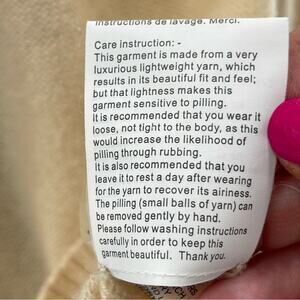 instructions de lavage. Merci.
Care instruction: -
This garment is made from a very
luxurious lightweight yarn, which
results in its beautiful fit and feel;
but that lightness makes this
garment sensitive to pilling.
It is recommended that you wear it
loose, not tight to the body, as this
would increase the likelihood of
pilling through rubbing.
It is also recommended that you
leave it to rest a day after wearing
for the yarn to recover its airiness.
The pilling (small balls of yarn) can
be removed gently by hand.
Please follow washing instructions
carefully in order to keep this
garment beautiful. Thank you.